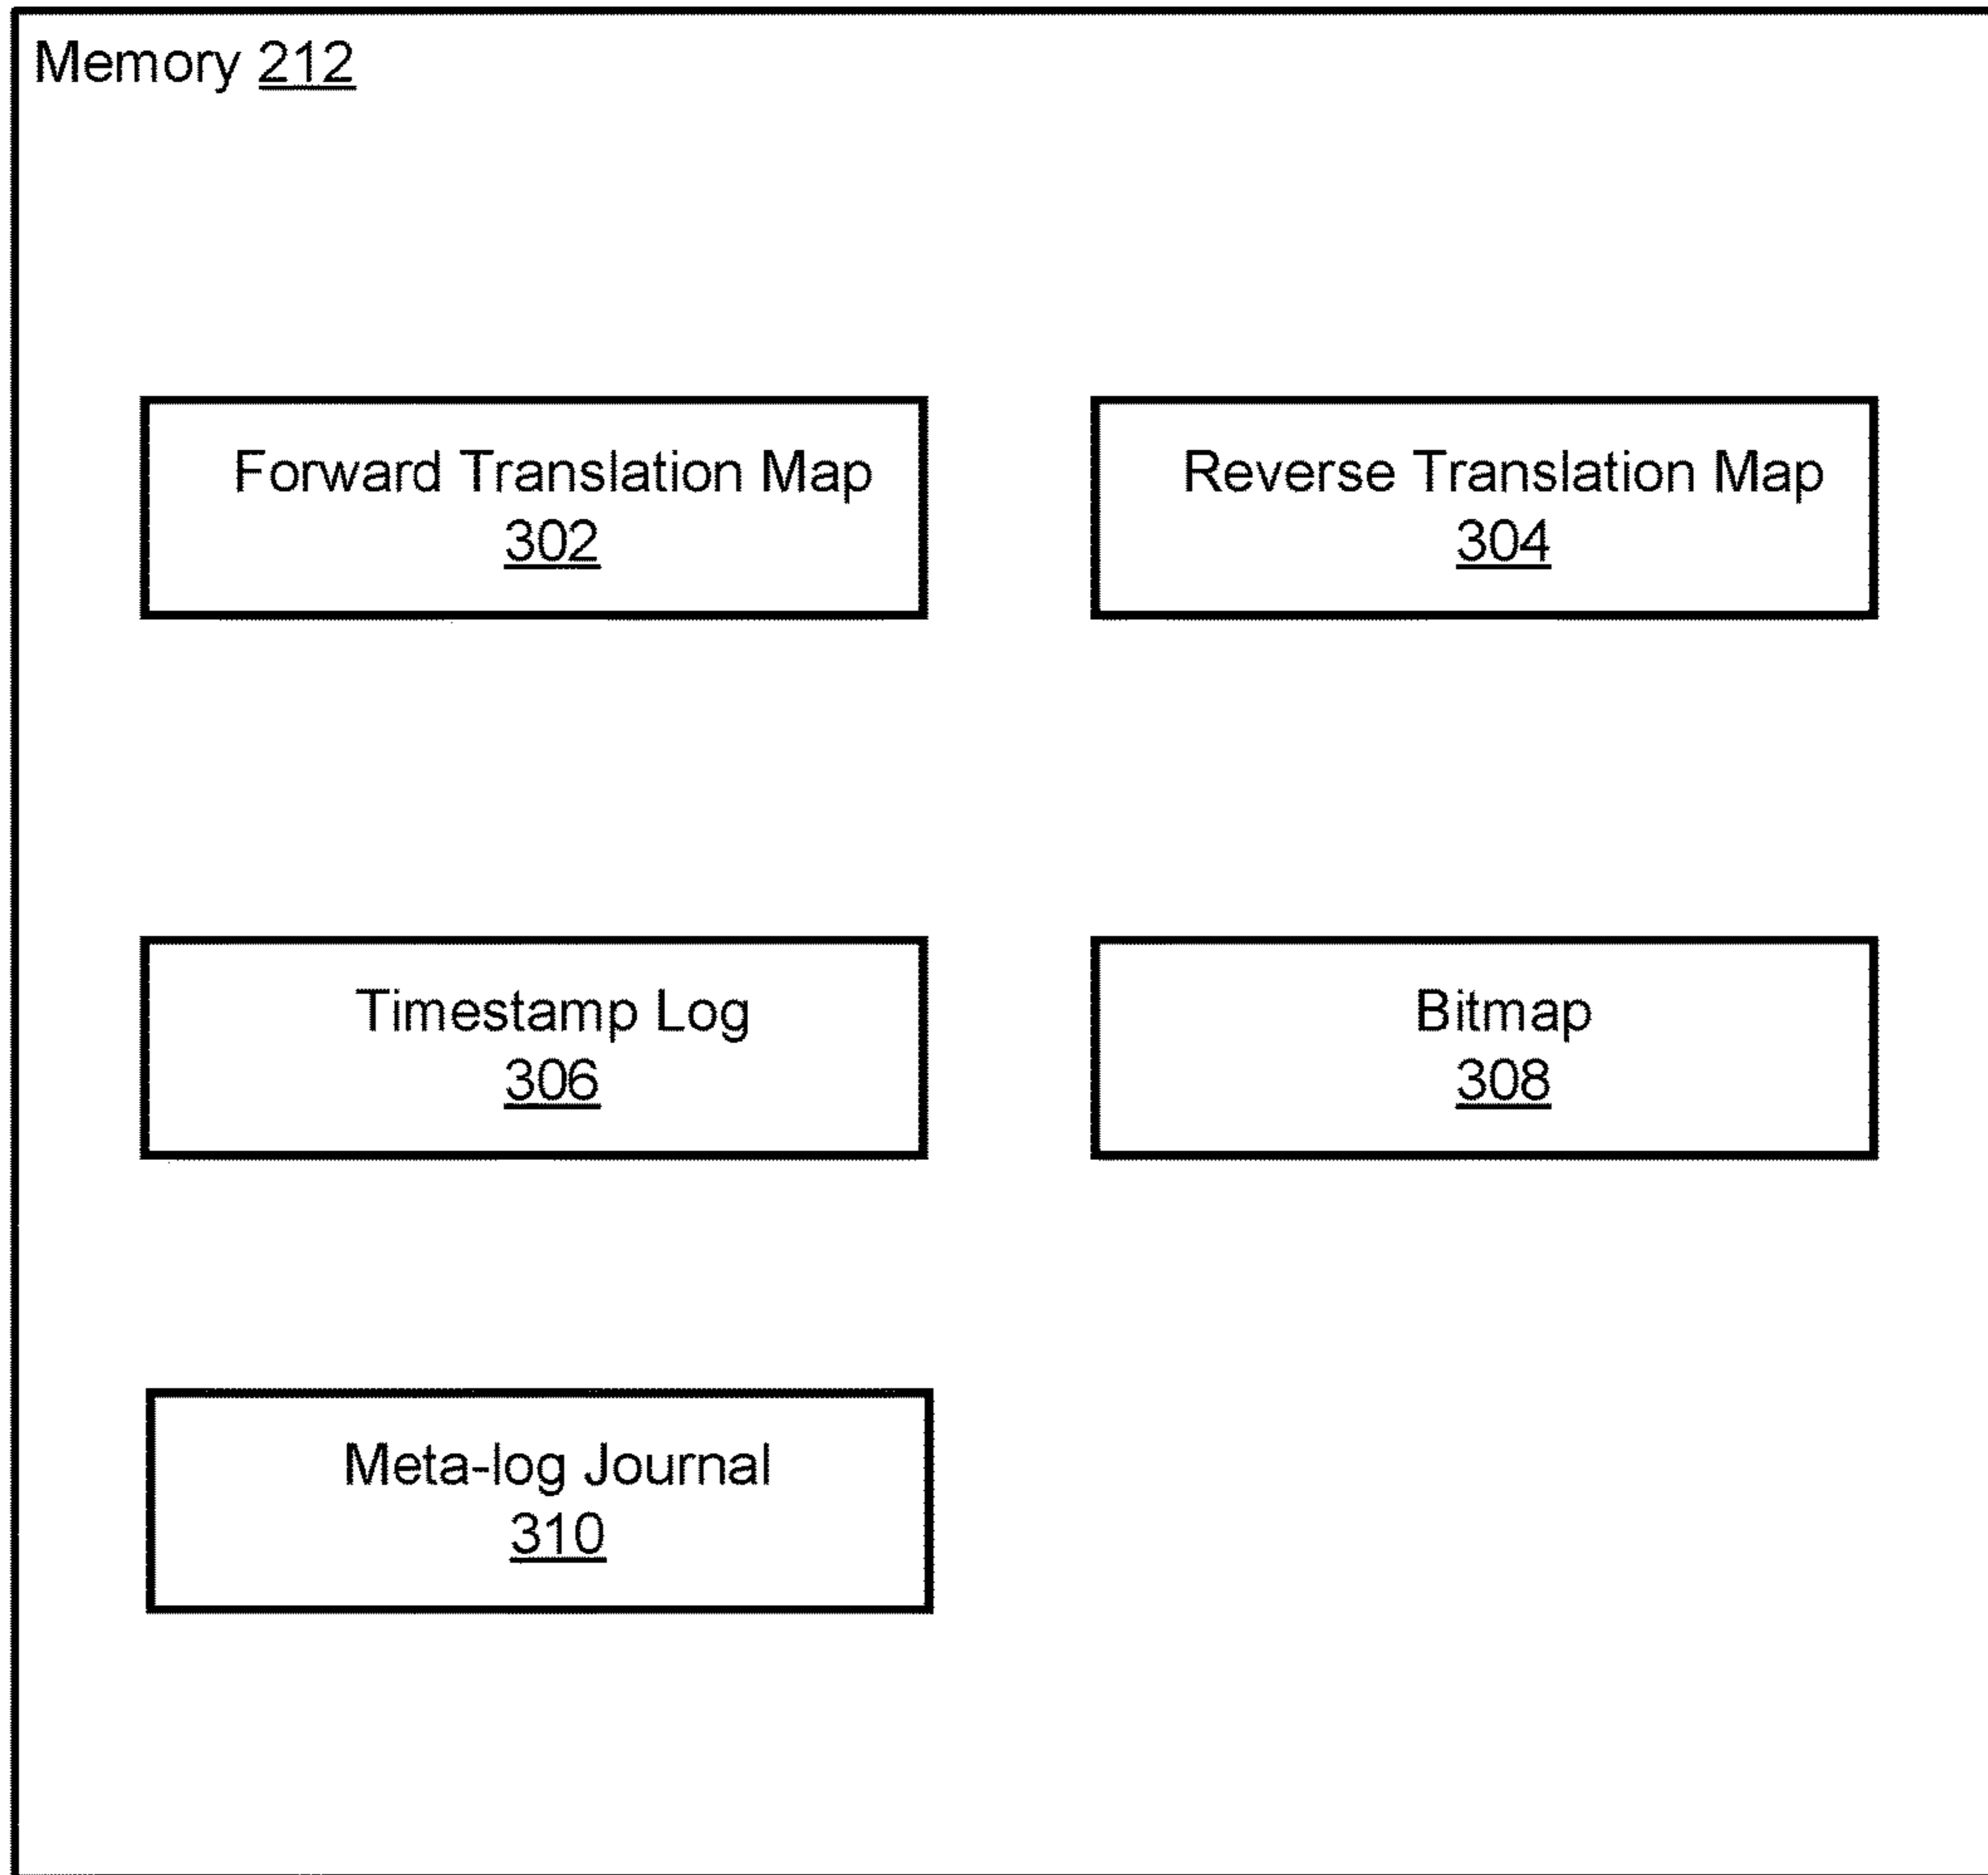 Memory 212
Forward Translation Map
302
Reverse Translation Map
304
Timestamp Log
306
Bitmap
308
Meta-log Journal
310